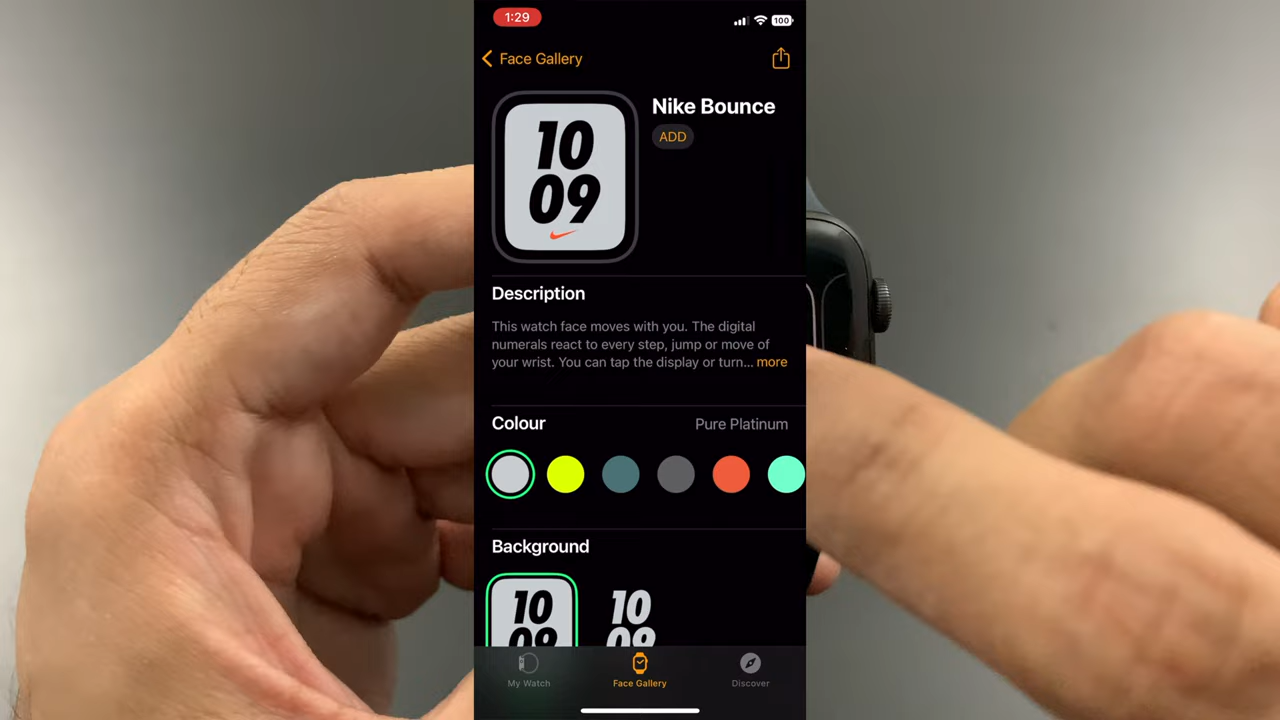 1:29
100
Face Gallery
10
09
Nike Bounce
ADD
Description
This watch face moves with you. The digital
numerals react to every step, jump or move of
your wrist. You can tap the display or turn... more
Colour
Pure Platinum
Background
10
09
10
09
My Watch
Face Gallery
Discover